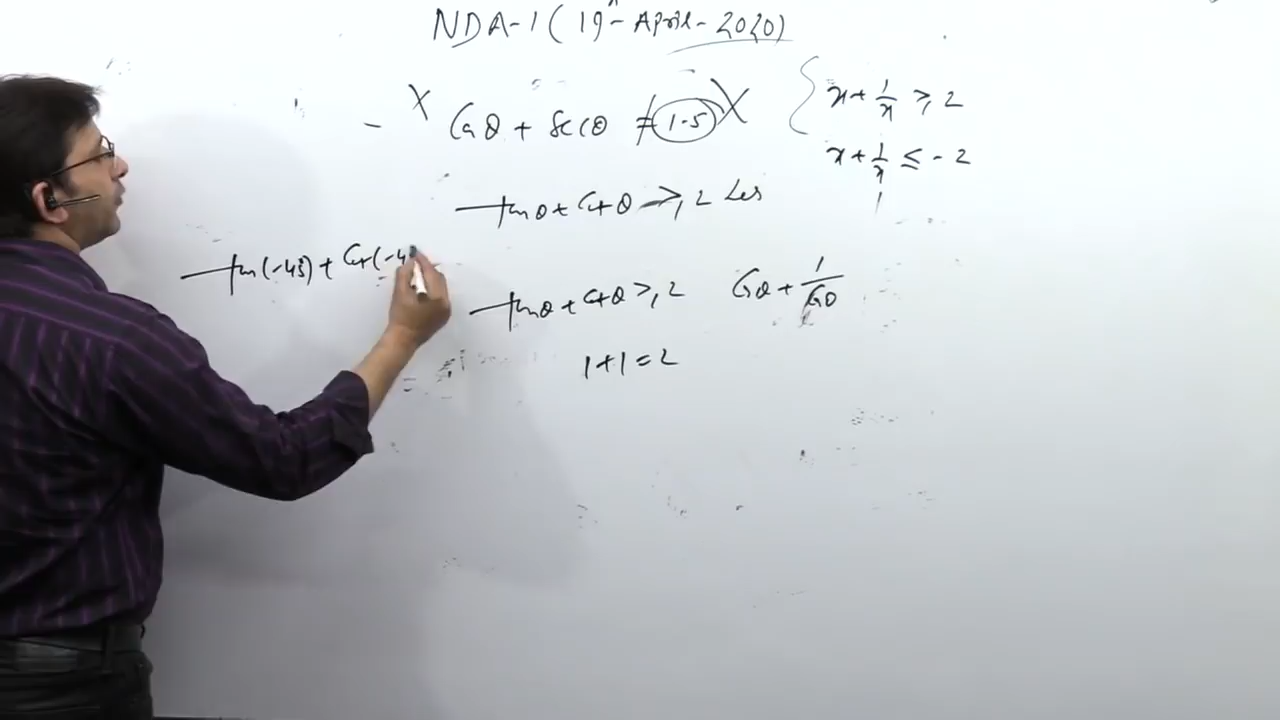 NDA-1 ( 19th - April - 2020)
- X Cosθ + Secθ ≠ 1.5 X
{ x + 1/x ≥ 2
x + 1/x ≤ -2
tanθ + Cotθ ≥ 2
tan(-45) + Cot(-4
tanθ + Cotθ ≥ 2
Cosθ + 1/Cosθ
1 + 1 = 2